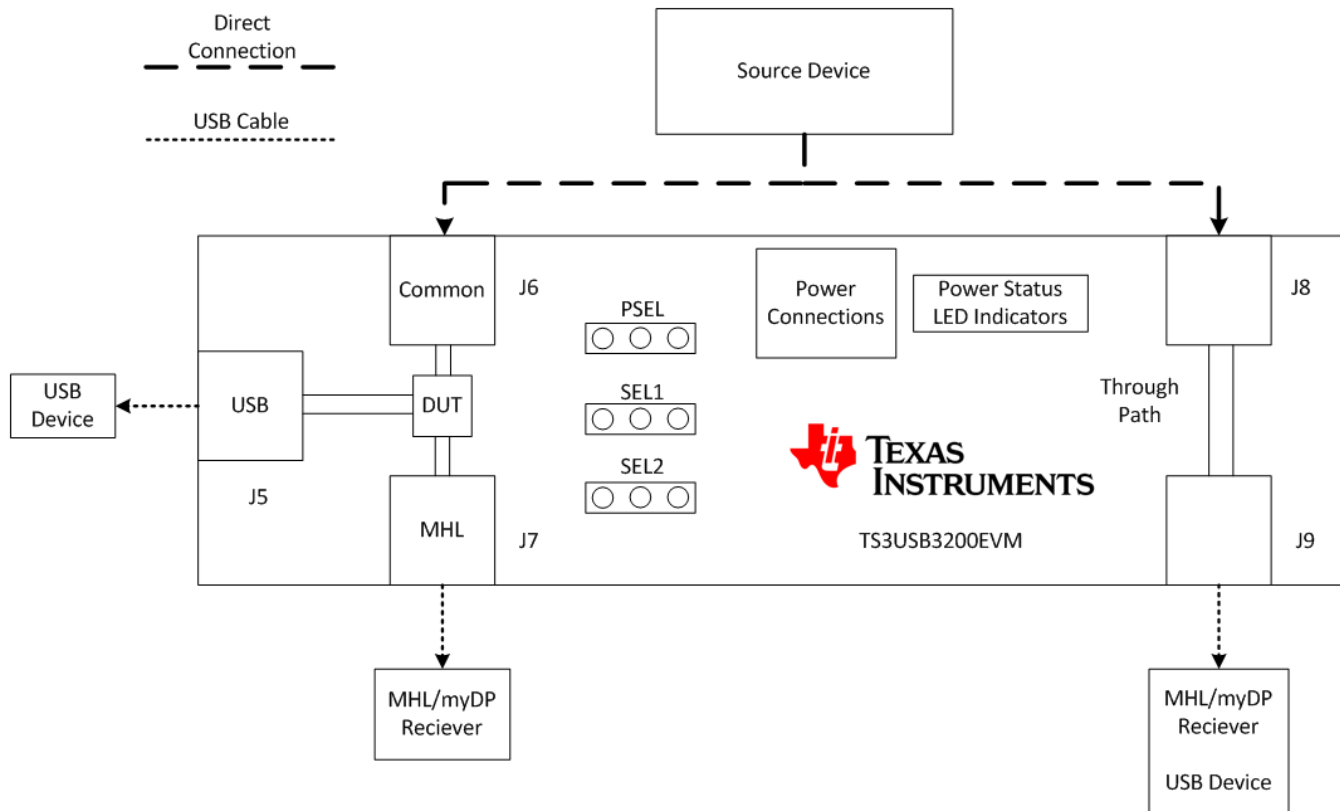 Direct
Connection
USB Cable
Source Device
Common
J6
PSEL
Power
Connections
Power Status
LED Indicators
J8
USB
Device
USB
DUT
SEL1
Through
Path
SEL2
TEXAS
INSTRUMENTS
J5
MHL
J7
TS3USB3200EVM
J9
MHL/myDP
Reciever
MHL/myDP
Reciever
USB Device